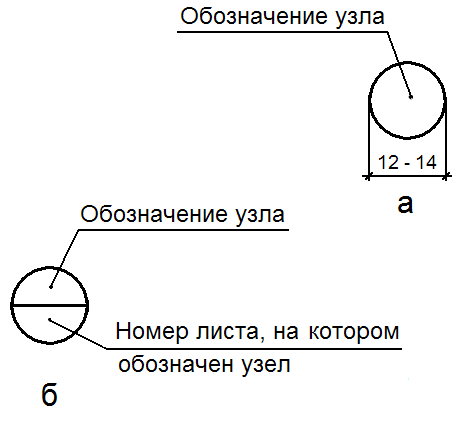 Обозначение узла
12 - 14
а
Обозначение узла
Номер листа, на котором
обозначен узел
б